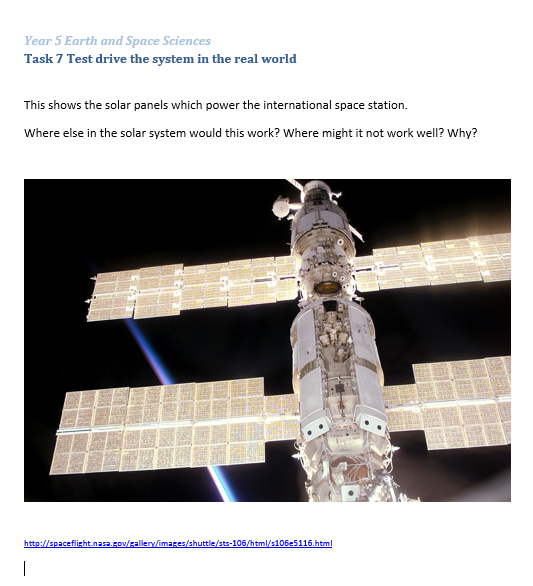 Year 5 Earth and Space Sciences
Task 7 Test drive the system in the real world
This shows the solar panels which power the international space station.
Where else in the solar system would this work? Where might it not work well? Why?
http://spaceflight.nasa.gov/gallery/images/shuttle/sts-106/html/s106e5116.html